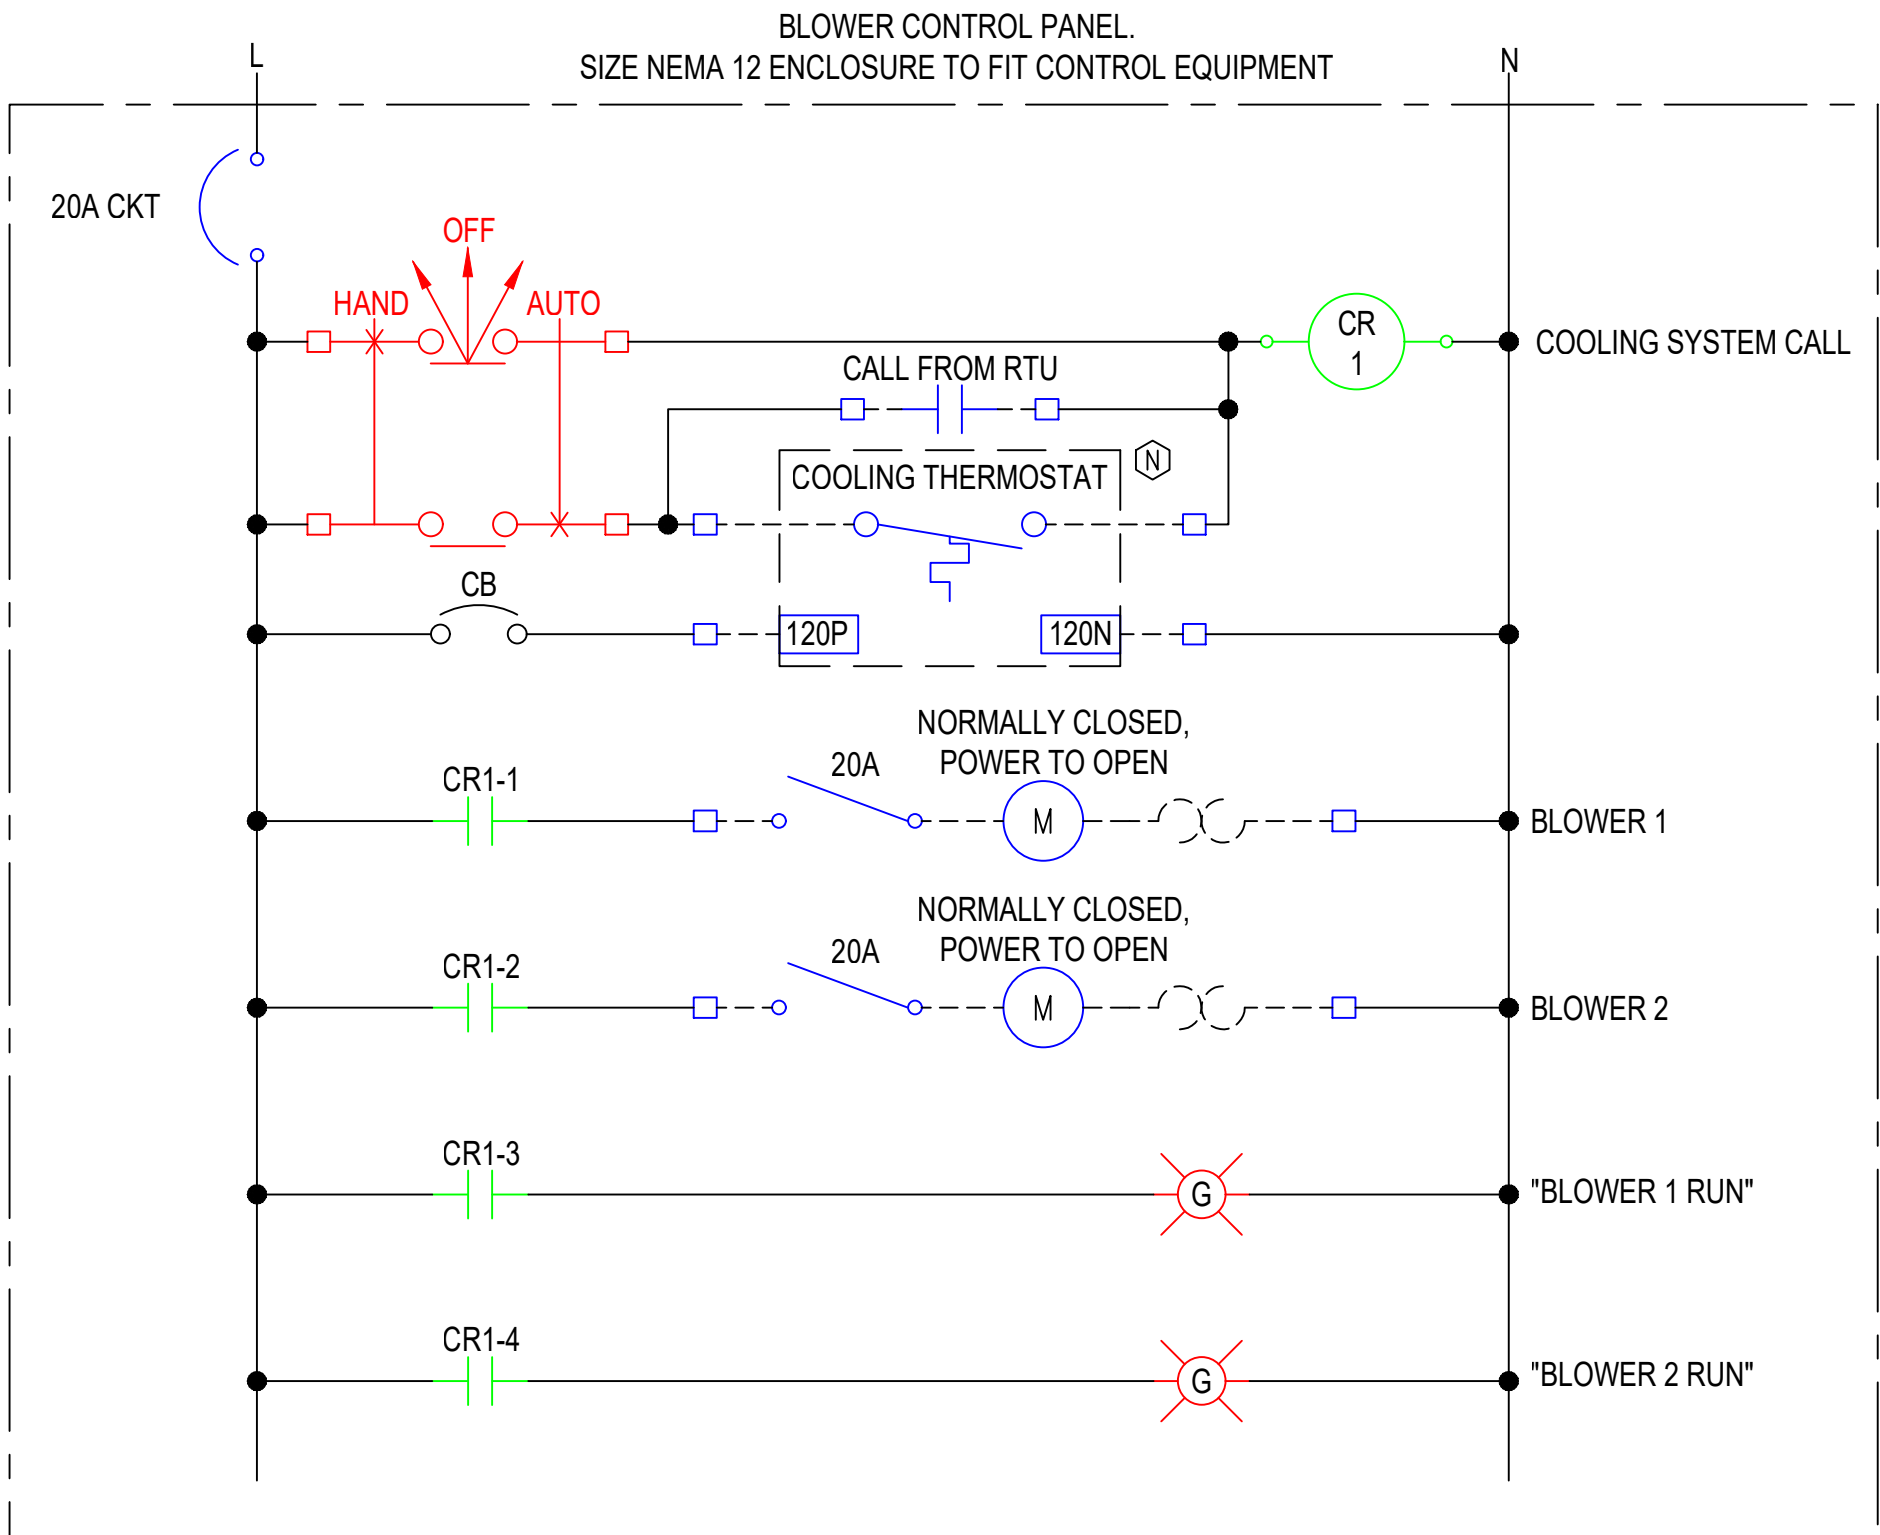 BLOWER CONTROL PANEL.
SIZE NEMA 12 ENCLOSURE TO FIT CONTROL EQUIPMENT
L
N
20A CKT
OFF
HAND
AUTO
CR
1
COOLING SYSTEM CALL
CALL FROM RTU
N
COOLING THERMOSTAT
CB
120P
120N
NORMALLY CLOSED,
POWER TO OPEN
CR1-1
20A
M
BLOWER 1
NORMALLY CLOSED,
POWER TO OPEN
CR1-2
20A
M
BLOWER 2
CR1-3
G
"BLOWER 1 RUN"
CR1-4
G
"BLOWER 2 RUN"